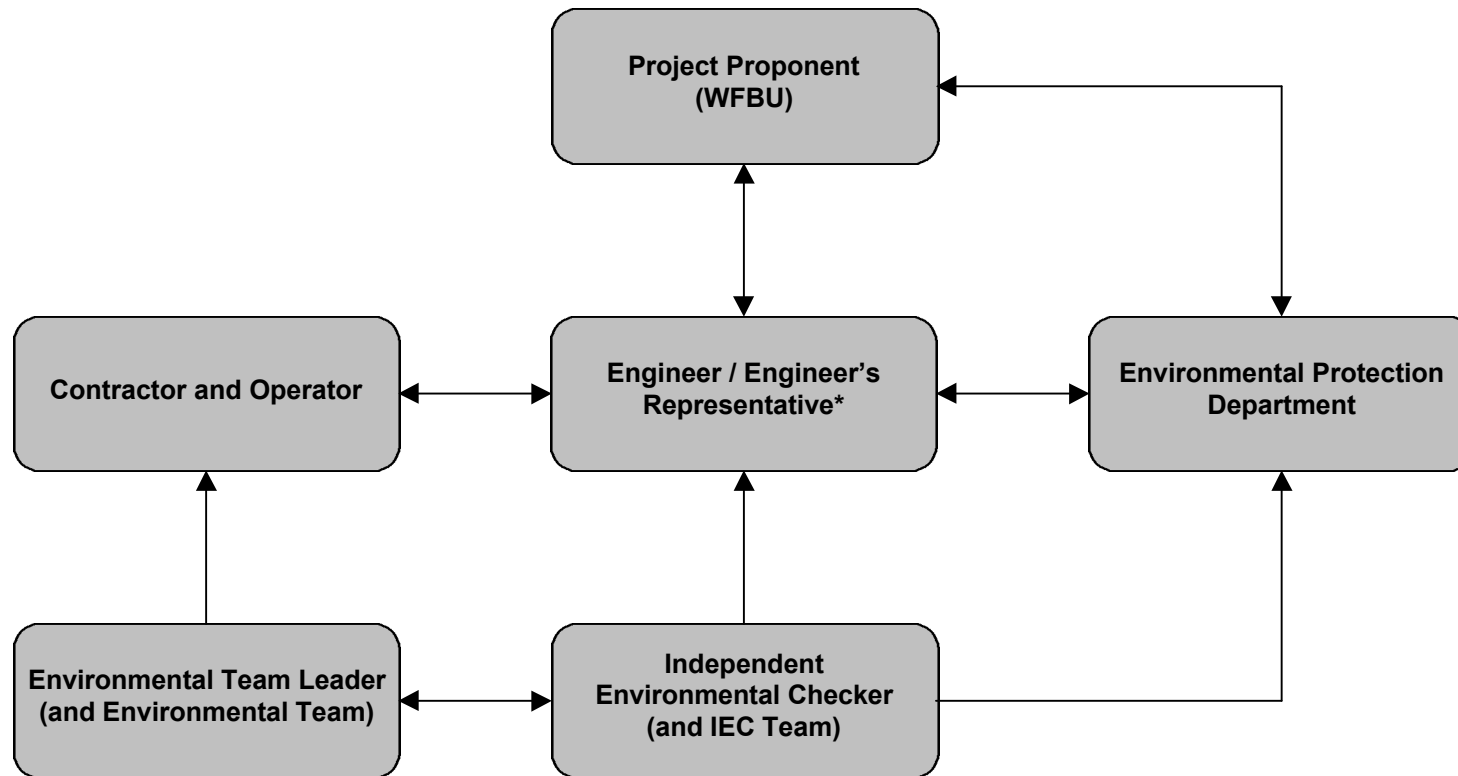 Project Proponent
(WFBU)
Contractor and Operator
Engineer / Engineer’s
Representative*
Environmental Protection
Department
Environmental Team Leader
(and Environmental Team)
Independent
Environmental Checker
(and IEC Team)